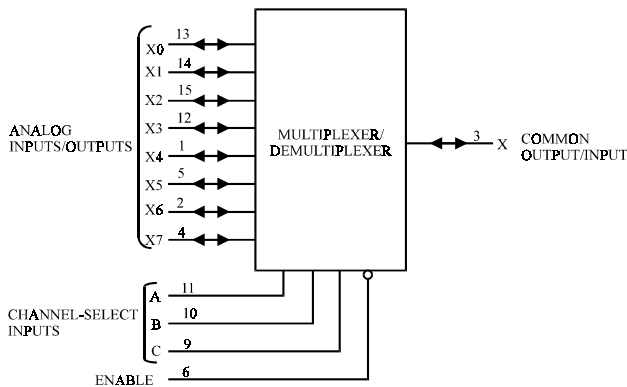 ANALOG
INPUTS/OUTPUTS
X0 13
X1 14
X2 15
X3 12
X4 1
X5 5
X6 2
X7 4
MULTIPLEXER/
DEMULTIPLEXER
3 X
COMMON
OUTPUT/INPUT
CHANNEL-SELECT
INPUTS
A 11
B 10
C 9
ENABLE 6